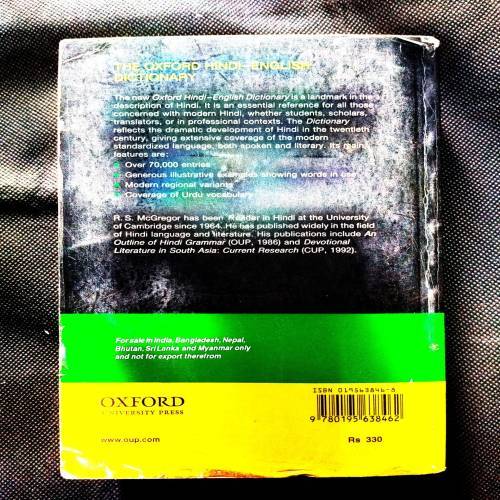 THE OXFORD HINDI–ENGLISH
DICTIONARY
The new Oxford Hindi–English Dictionary is a landmark in the
description of Hindi. It is an essential reference for all those
concerned with modern Hindi, whether students, scholars,
translators, or in professional contexts. The Dictionary
reflects the dramatic development of Hindi in the twentieth
century, giving extensive coverage of the modern
standardized language, both spoken and literary. Its main
features are:
Over 70,000 entries
Generous illustrative examples showing words in use
Modern regional variants
Coverage of Urdu vocabulary
R. S. McGregor has been Reader in Hindi at the University
of Cambridge since 1964. He has published widely in the field
of Hindi language and literature. His publications include An
Outline of Hindi Grammar (OUP, 1986) and Devotional
Literature in South Asia: Current Research (CUP, 1992).
For sale in India, Bangladesh, Nepal,
Bhutan, Sri Lanka and Myanmar only
and not for export therefrom
OXFORD
UNIVERSITY PRESS
www.oup.com
ISBN 019563846-8
9 780195 638462
Rs 330